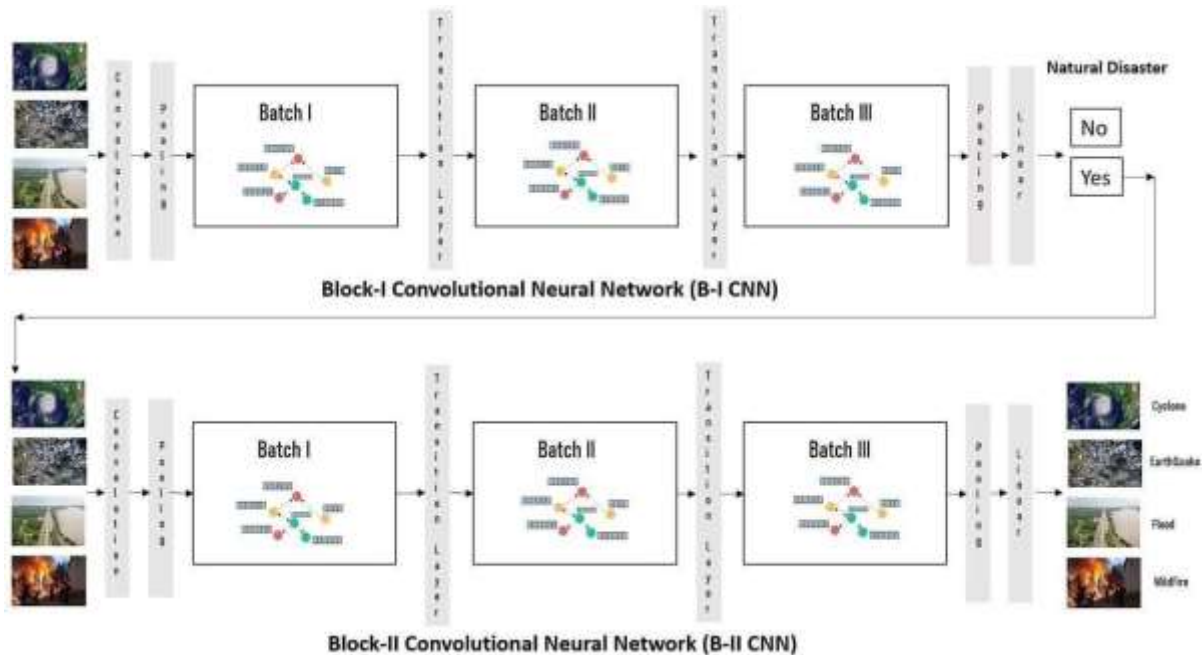 Natural Disaster
Convolution
Pooling
Batch I
Transition Layer
Batch II
Transition Layer
Batch III
Pooling
Linear
No
Yes
Block-I Convolutional Neural Network (B-I CNN)
Convolution
Pooling
Batch I
Transition Layer
Batch II
Transition Layer
Batch III
Pooling
Linear
Cyclone
EarthQuake
Flood
WildFire
Block-II Convolutional Neural Network (B-II CNN)